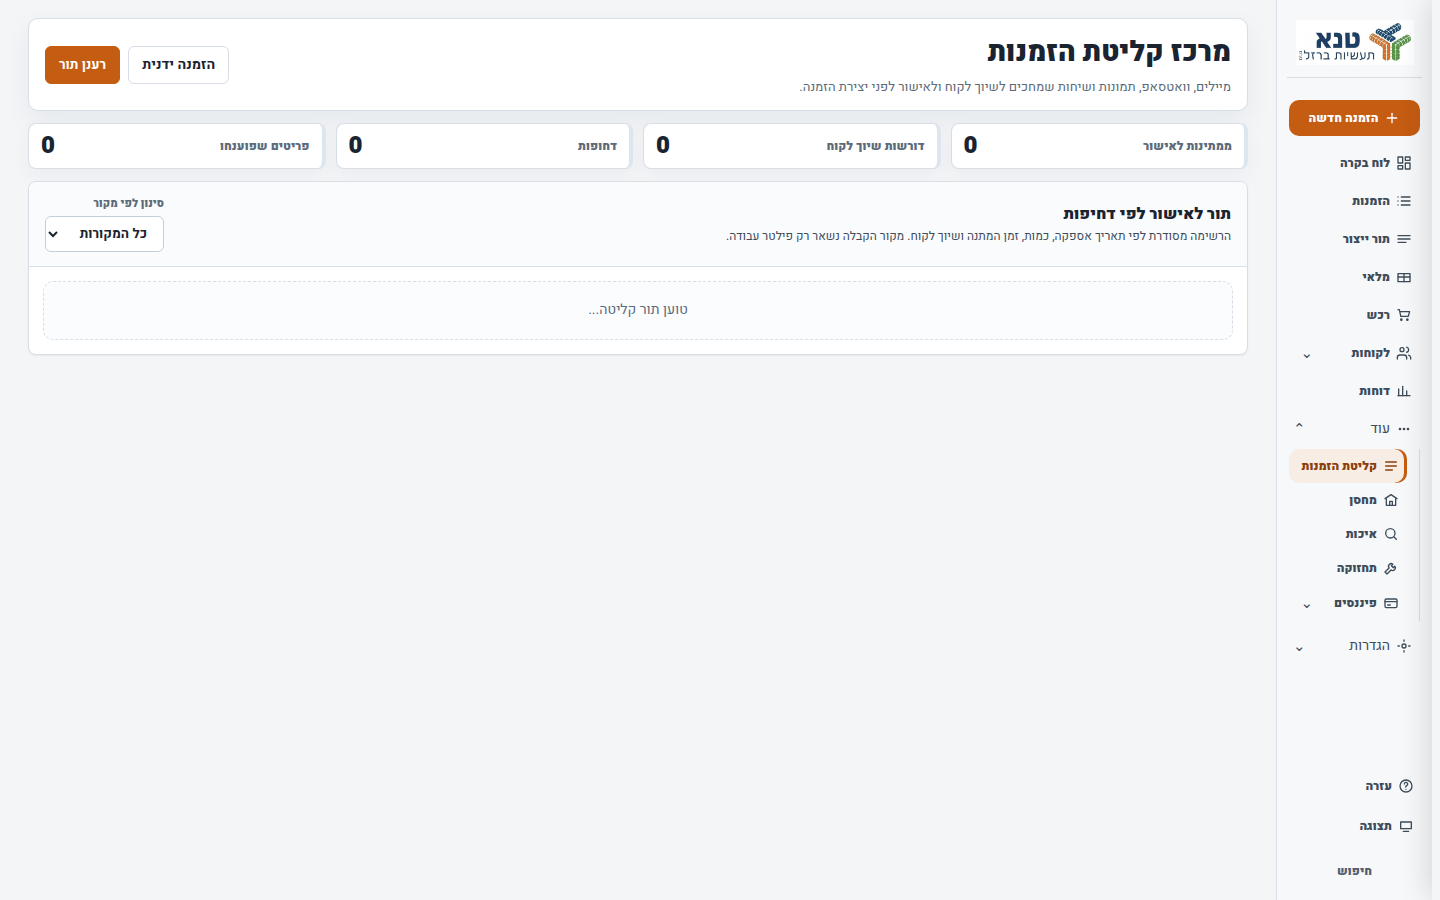 טנא
תעשיות ברזל
הזמנה חדשה
לוח בקרה
הזמנות
תור ייצור
מלאי
רכש
לקוחות
דוחות
עוד
קליטת הזמנות
מחסן
איכות
תחזוקה
פיננסים
הגדרות
עזרה
תצוגה
חיפוש
מרכז קליטת הזמנות
מיילים, וואטסאפ, תמונות ושיחות שמחכים לשיוך לקוח ולאישור לפני יצירת הזמנה.
הזמנה ידנית
רענן תור
ממתינות לאישור 0
דורשות שיוך לקוח 0
דחופות 0
פריטים שפוענחו 0
תור לאישור לפי דחיפות
הרשימה מסודרת לפי תאריך אספקה, כמות, זמן המתנה ושיוך לקוח. מקור הקבלה נשאר רק פילטר עבודה.
סינון לפי מקור
כל המקורות
טוען תור קליטה...